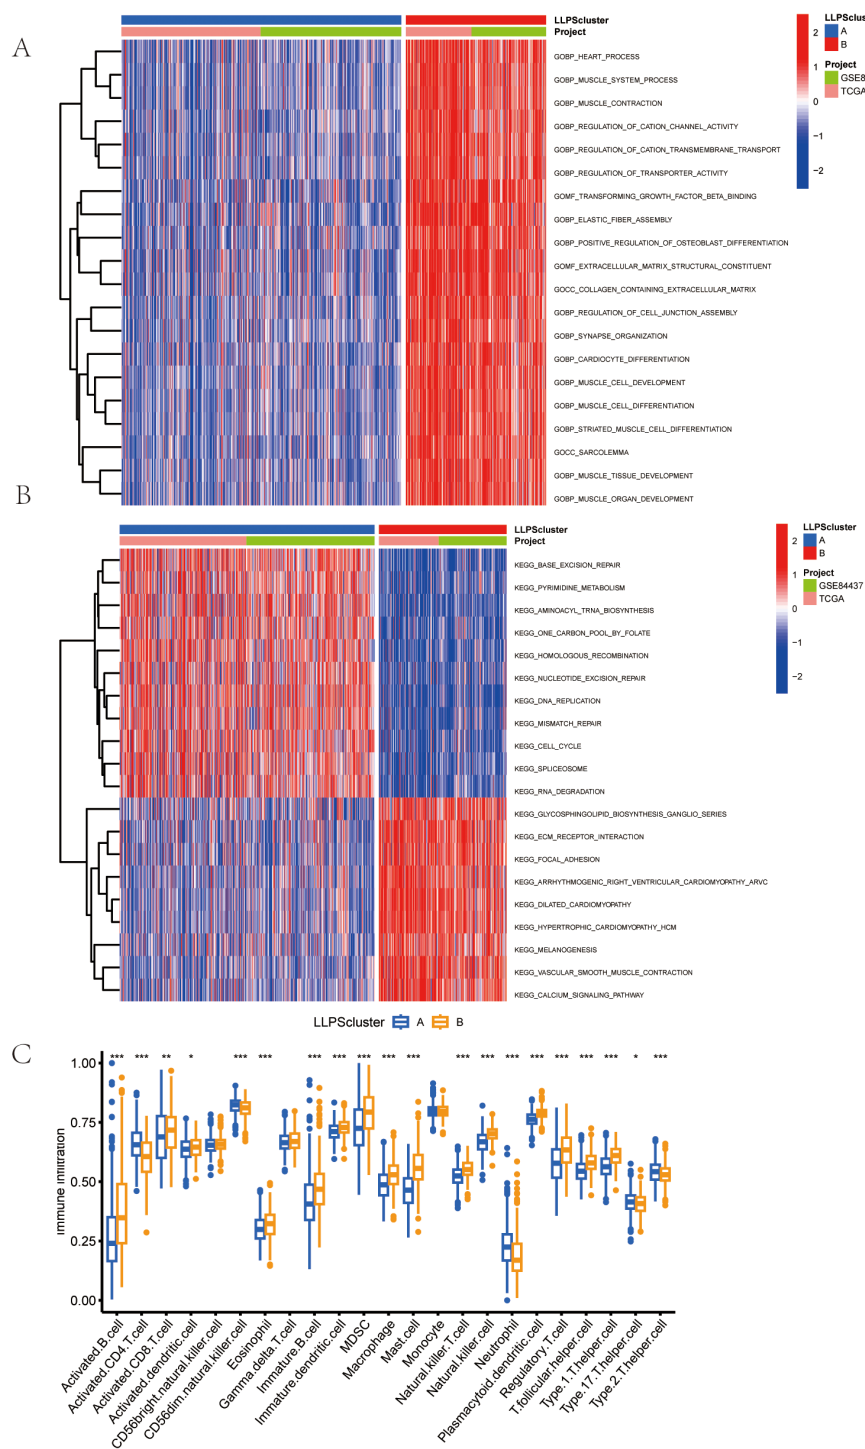 A
LLPScluster
Project
GOBP_HEART_PROCESS
GOBP_MUSCLE_SYSTEM_PROCESS
GOBP_MUSCLE_CONTRACTION
GOBP_REGULATION_OF_CATION_CHANNEL_ACTIVITY
GOBP_REGULATION_OF_CATION_TRANSMEMBRANE_TRANSPORT
GOBP_REGULATION_OF_TRANSPORTER_ACTIVITY
GOMF_TRANSFORMING_GROWTH_FACTOR_BETA_BINDING
GOBP_ELASTIC_FIBER_ASSEMBLY
GOBP_POSITIVE_REGULATION_OF_OSTEOBLAST_DIFFERENTIATION
GOMF_EXTRACELLULAR_MATRIX_STRUCTURAL_CONSTITUENT
GOCC_COLLAGEN_CONTAINING_EXTRACELLULAR_MATRIX
GOBP_REGULATION_OF_CELL_JUNCTION_ASSEMBLY
GOBP_SYNAPSE_ORGANIZATION
GOBP_CARDIOCYTE_DIFFERENTIATION
GOBP_MUSCLE_CELL_DEVELOPMENT
GOBP_MUSCLE_CELL_DIFFERENTIATION
GOBP_STRIATED_MUSCLE_CELL_DIFFERENTIATION
GOCC_SARCOLEMMA
GOBP_MUSCLE_TISSUE_DEVELOPMENT
GOBP_MUSCLE_ORGAN_DEVELOPMENT
2
1
0
−1
−2
LLPSclus
A
B
Project
GSE8
TCGA
B
LLPScluster
Project
KEGG_BASE_EXCISION_REPAIR
KEGG_PYRIMIDINE_METABOLISM
KEGG_AMINOACYL_TRNA_BIOSYNTHESIS
KEGG_ONE_CARBON_POOL_BY_FOLATE
KEGG_HOMOLOGOUS_RECOMBINATION
KEGG_NUCLEOTIDE_EXCISION_REPAIR
KEGG_DNA_REPLICATION
KEGG_MISMATCH_REPAIR
KEGG_CELL_CYCLE
KEGG_SPLICEOSOME
KEGG_RNA_DEGRADATION
KEGG_GLYCOSPHINGOLIPID_BIOSYNTHESIS_GANGLIO_SERIES
KEGG_ECM_RECEPTOR_INTERACTION
KEGG_FOCAL_ADHESION
KEGG_ARRHYTHMOGENIC_RIGHT_VENTRICULAR_CARDIOMYOPATHY_ARVC
KEGG_DILATED_CARDIOMYOPATHY
KEGG_HYPERTROPHIC_CARDIOMYOPATHY_HCM
KEGG_MELANOGENESIS
KEGG_VASCULAR_SMOOTH_MUSCLE_CONTRACTION
KEGG_CALCIUM_SIGNALING_PATHWAY
2
1
0
−1
−2
LLPScluster
A
B
Project
GSE84437
TCGA
C
LLPScluster A B
*** *** ** * *** *** *** *** *** *** *** *** *** *** *** *** *** *** * ***
Immune infiltration
1.00
0.75
0.50
0.25
0.00
Activated.B.cell
Activated.CD4.T.cell
Activated.CD8.T.cell
Activated.dendritic.cell
CD56bright.natural.killer.cell
CD56dim.natural.killer.cell
Eosinophil
Gamma.delta.T.cell
Immature.B.cell
Immature.dendritic.cell
MDSC
Macrophage
Mast.cell
Monocyte
Natural.killer.T.cell
Natural.killer.cell
Neutrophil
Plasmacytoid.dendritic.cell
Regulatory.T.cell
T.follicular.helper.cell
Type.1.T.helper.cell
Type.17.T.helper.cell
Type.2.T.helper.cell